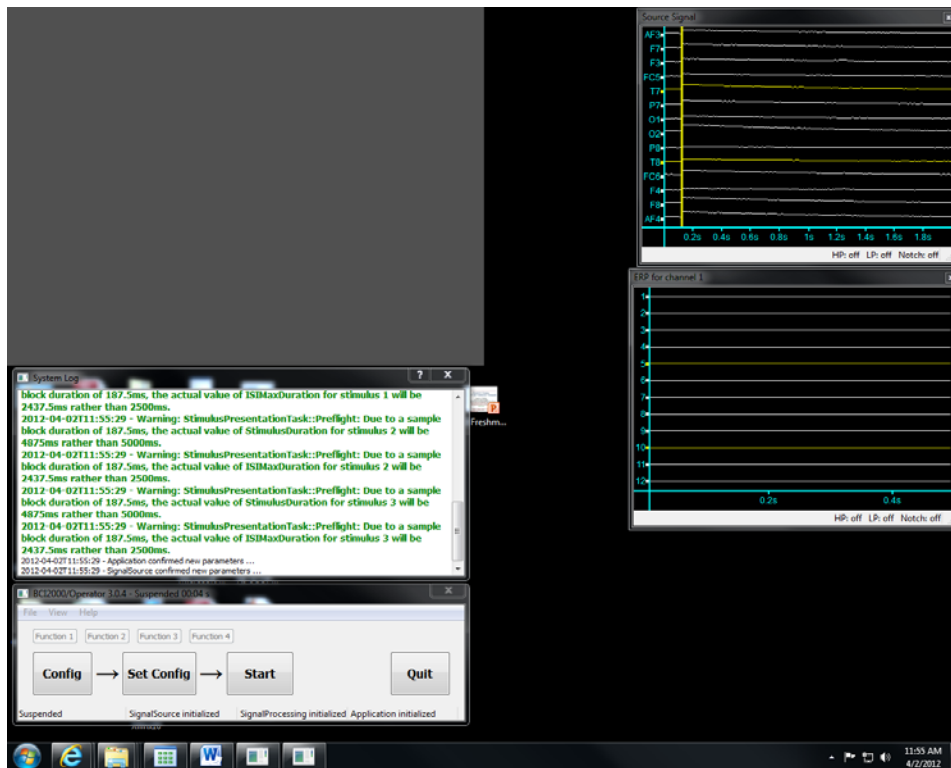 Source Signal
AF3
F7
F3
FC5
T7
P7
O1
O2
P8
T8
FC6
F4
F8
AF4
0.2s 0.4s 0.6s 0.8s 1s 1.2s 1.4s 1.6s 1.8s
HP: off LP: off Notch: off
ERP for channel 1
1
2
3
4
5
6
7
8
9
10
11
12
0.2s 0.4s
HP: off LP: off Notch: off
System Log
block duration of 187.5ms, the actual value of ISIMaxDuration for stimulus 1 will be
2437.5ms rather than 2500ms.
2012-04-02T11:55:29 - Warning: StimulusPresentationTask::Preflight: Due to a sample
block duration of 187.5ms, the actual value of StimulusDuration for stimulus 2 will be
4875ms rather than 5000ms.
2012-04-02T11:55:29 - Warning: StimulusPresentationTask::Preflight: Due to a sample
block duration of 187.5ms, the actual value of ISIMaxDuration for stimulus 2 will be
2437.5ms rather than 2500ms.
2012-04-02T11:55:29 - Warning: StimulusPresentationTask::Preflight: Due to a sample
block duration of 187.5ms, the actual value of StimulusDuration for stimulus 3 will be
4875ms rather than 5000ms.
2012-04-02T11:55:29 - Warning: StimulusPresentationTask::Preflight: Due to a sample
block duration of 187.5ms, the actual value of ISIMaxDuration for stimulus 3 will be
2437.5ms rather than 2500ms.
2012-04-02T11:55:29 - Application confirmed new parameters ...
2012-04-02T11:55:29 - SignalSource confirmed new parameters ...
Freshm...
BCI2000/Operator 3.0.4 - Suspended 00:04 s
File View Help
Function 1 Function 2 Function 3 Function 4
Config → Set Config → Start Quit
Suspended SignalSource initialized SignalProcessing initialized Application initialized
11:55 AM
4/2/2012